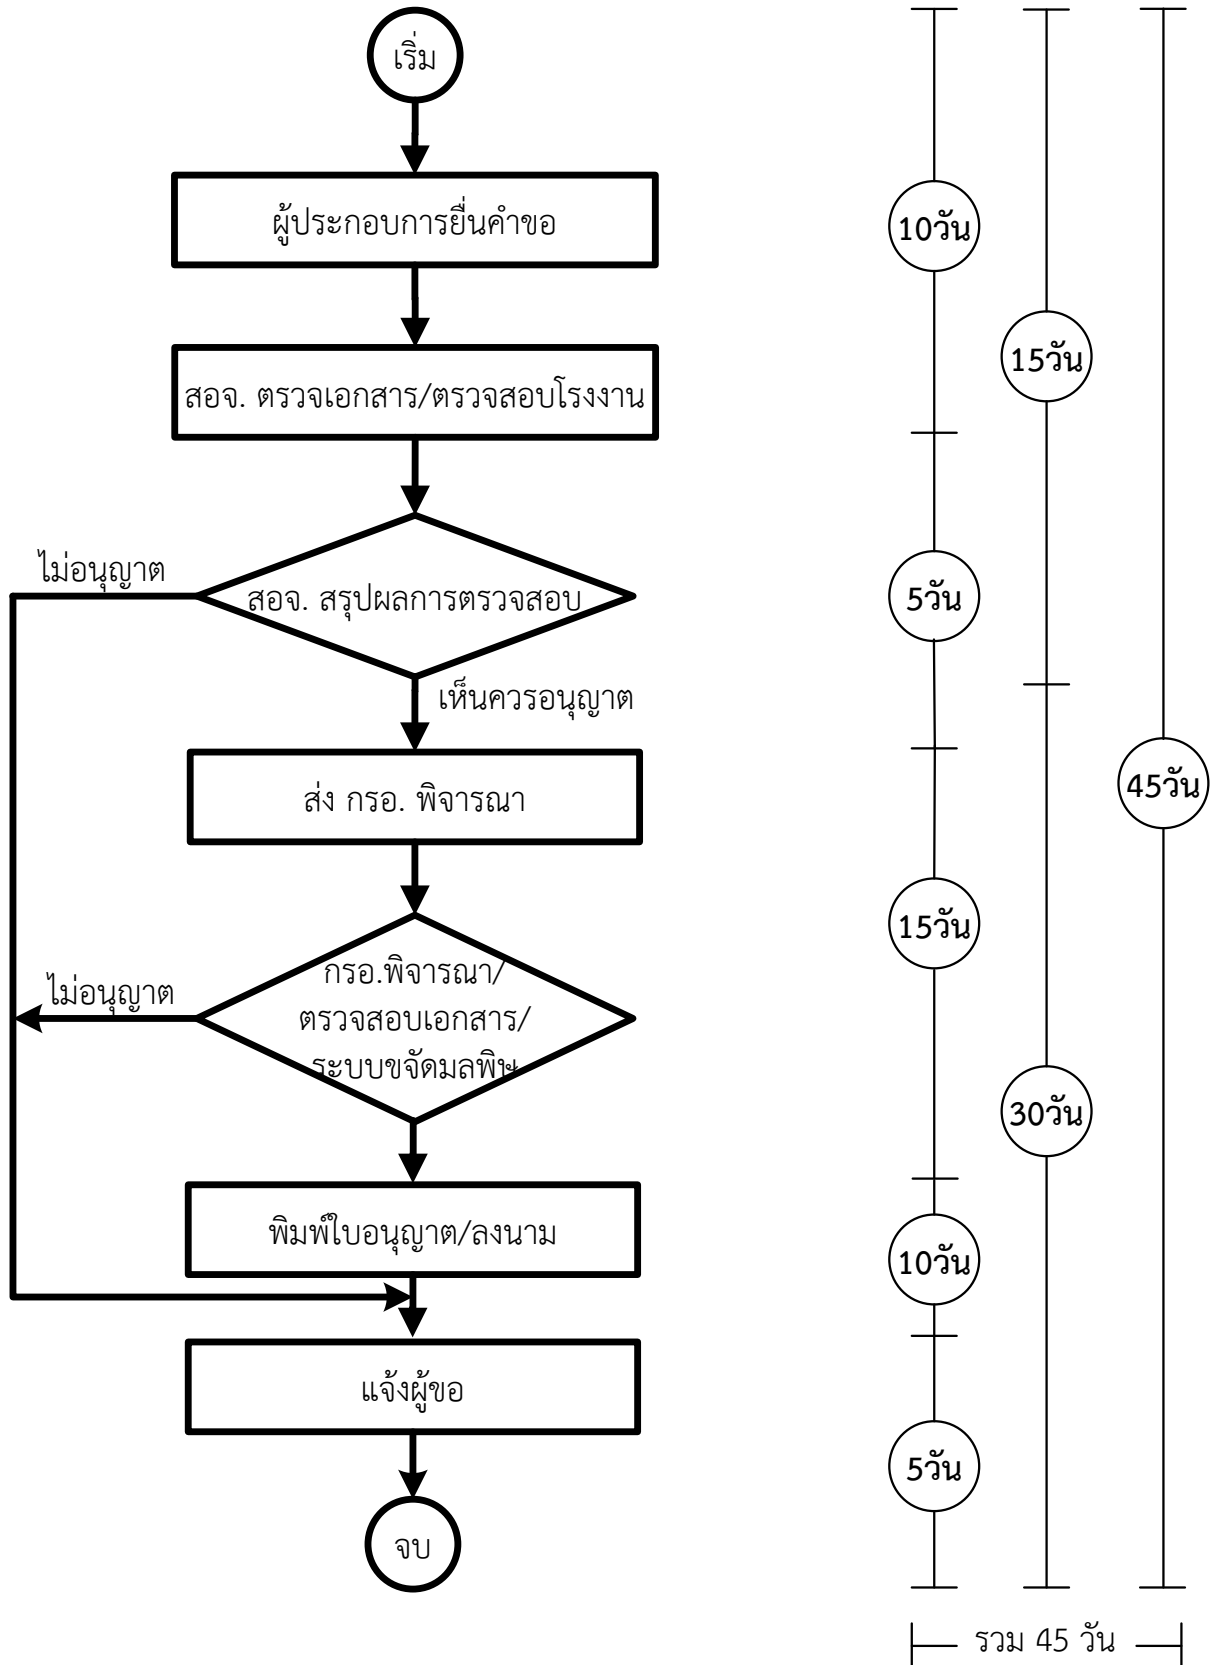 เริ่ม
ผู้ประกอบการยื่นคำขอ
สอจ. ตรวจเอกสาร/ตรวจสอบโรงงาน
ไม่อนุญาต
สอจ. สรุปผลการตรวจสอบ
เห็นควรอนุญาต
ส่ง กรอ. พิจารณา
ไม่อนุญาต
กรอ.พิจารณา/
ตรวจสอบเอกสาร/
ระบบขจัดมลพิษ
พิมพ์ใบอนุญาต/ลงนาม
แจ้งผู้ขอ
จบ
10วัน
5วัน
15วัน
10วัน
5วัน
15วัน
30วัน
45วัน
รวม 45 วัน